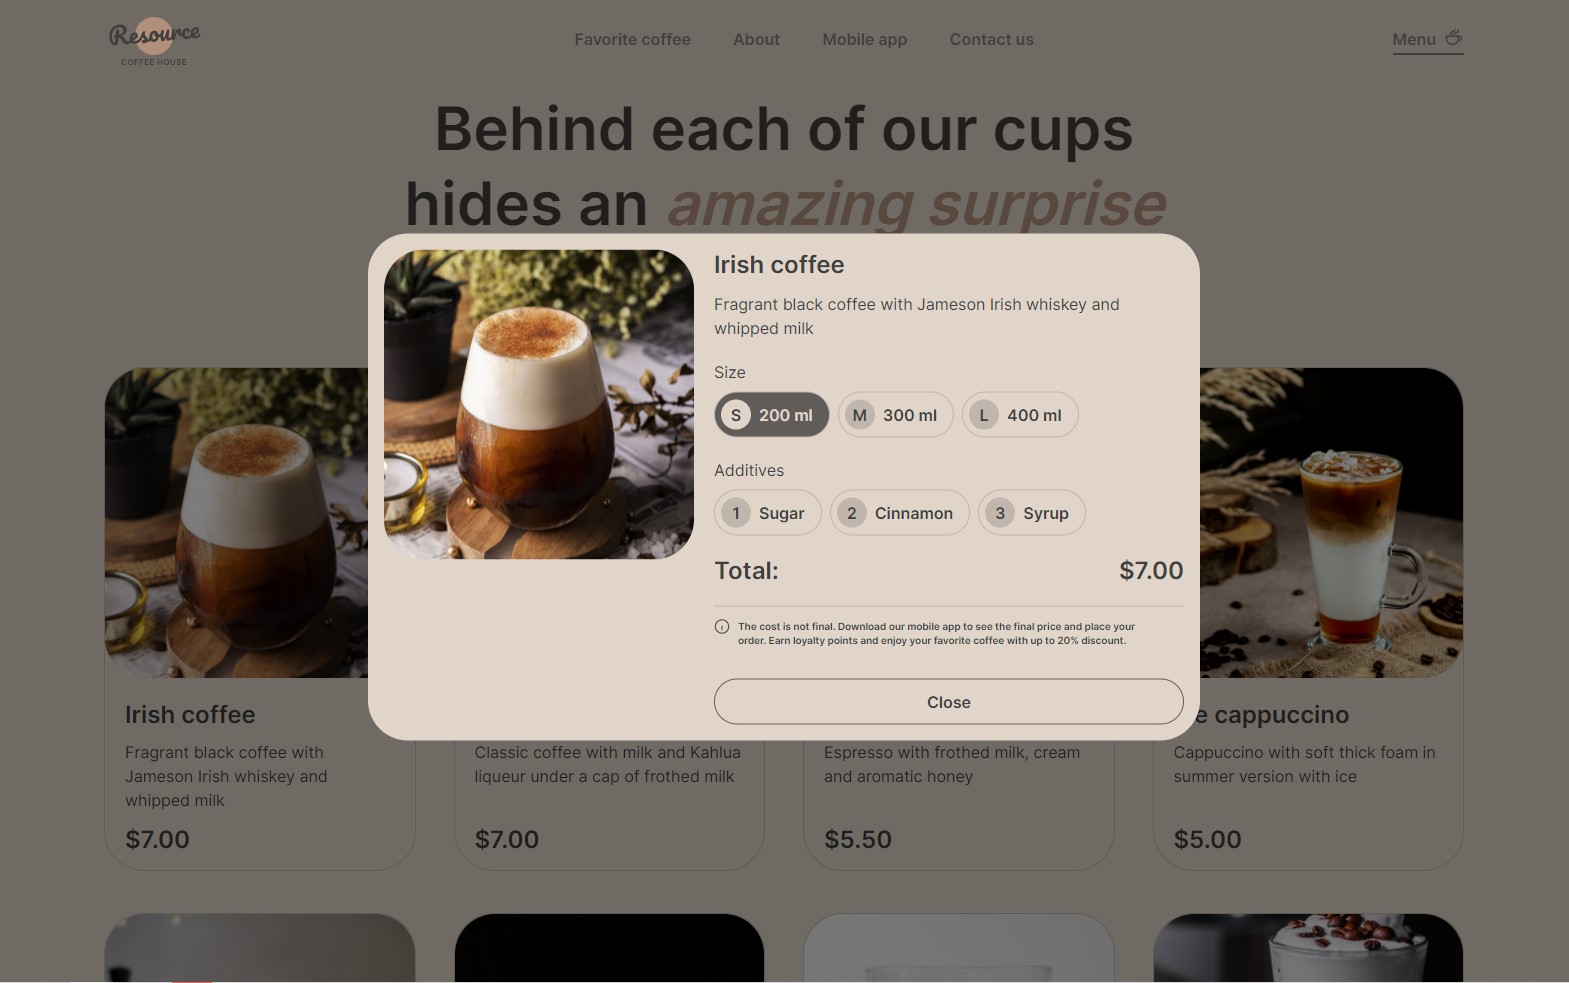 Resource
COFFEE HOUSE
Favorite coffee
About
Mobile app
Contact us
Menu
Behind each of our cups
hides an amazing surprise
Irish coffee
Fragrant black coffee with Jameson Irish whiskey and
whipped milk
Size
S 200 ml
M 300 ml
L 400 ml
Additives
1 Sugar
2 Cinnamon
3 Syrup
Total: $7.00
The cost is not final. Download our mobile app to see the final price and place your
order. Earn loyalty points and enjoy your favorite coffee with up to 20% discount.
Close
Irish coffee
Fragrant black coffee with
Jameson Irish whiskey and
whipped milk
$7.00
Classic coffee with milk and Kahlua
liqueur under a cap of frothed milk
$7.00
Espresso with frothed milk, cream
and aromatic honey
$5.50
cappuccino
Cappuccino with soft thick foam in
summer version with ice
$5.00